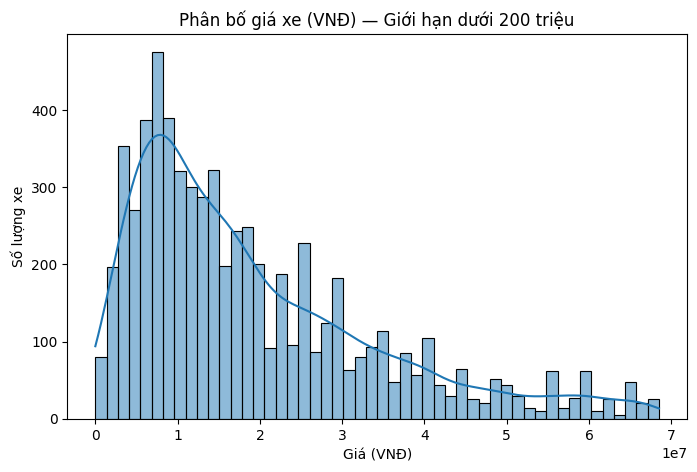 Phân bố giá xe (VNĐ) — Giới hạn dưới 200 triệu
Số lượng xe
400
300
200
100
0
0 1 2 3 4 5 6 7
1e7
Giá (VNĐ)